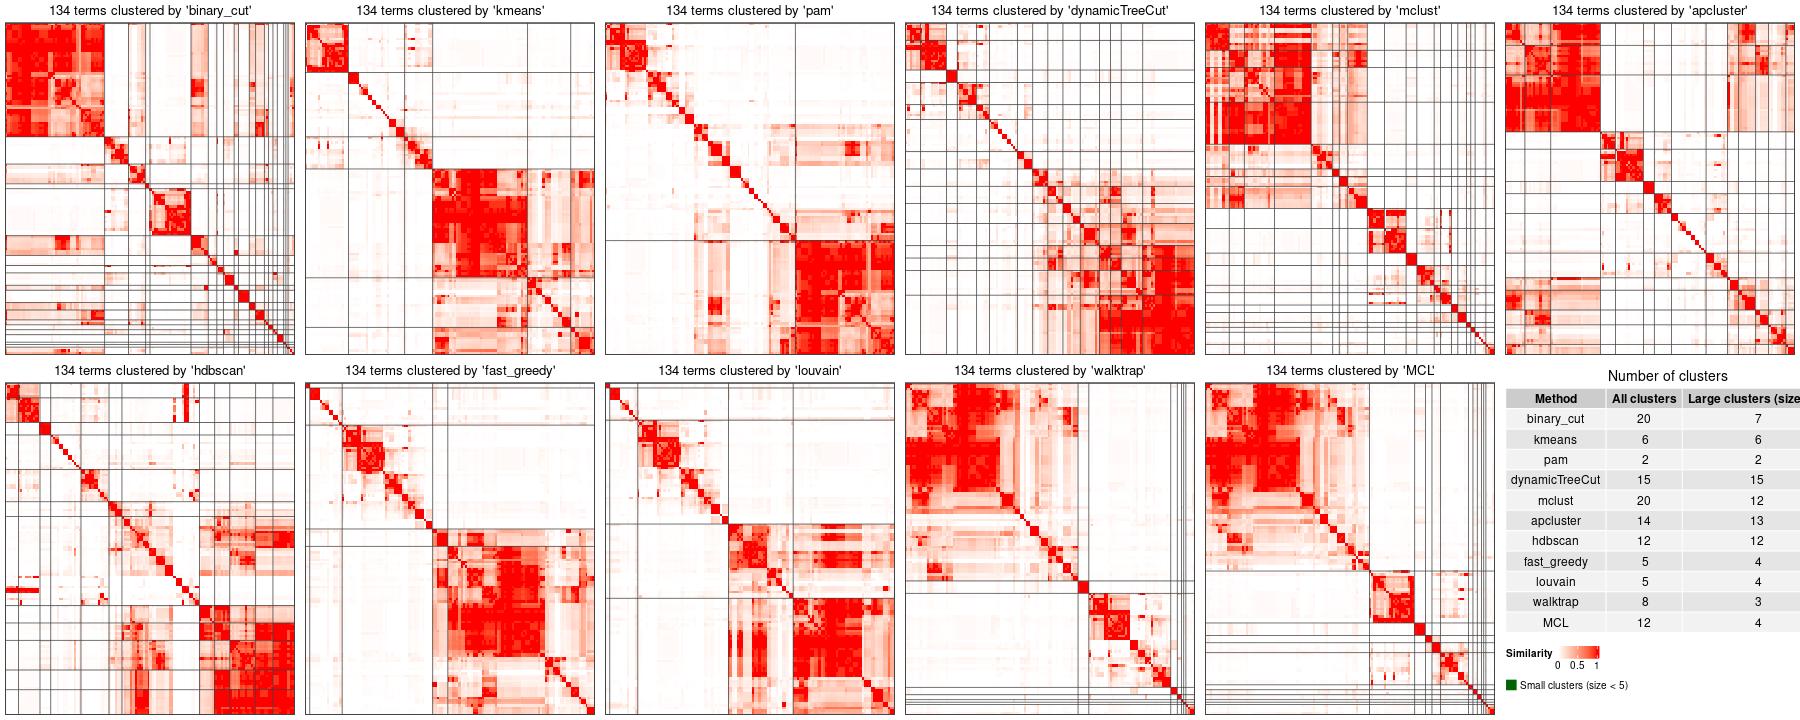 134 terms clustered by 'binary_cut'
134 terms clustered by 'kmeans'
134 terms clustered by 'pam'
134 terms clustered by 'dynamicTreeCut'
134 terms clustered by 'mclust'
134 terms clustered by 'apcluster'
134 terms clustered by 'hdbscan'
134 terms clustered by 'fast_greedy'
134 terms clustered by 'louvain'
134 terms clustered by 'walktrap'
134 terms clustered by 'MCL'
Number of clusters
Method All clusters Large clusters (size
binary_cut 20 7
kmeans 6 6
pam 2 2
dynamicTreeCut 15 15
mclust 20 12
apcluster 14 13
hdbscan 12 12
fast_greedy 5 4
louvain 5 4
walktrap 8 3
MCL 12 4
Similarity
0 0.5 1
Small clusters (size < 5)